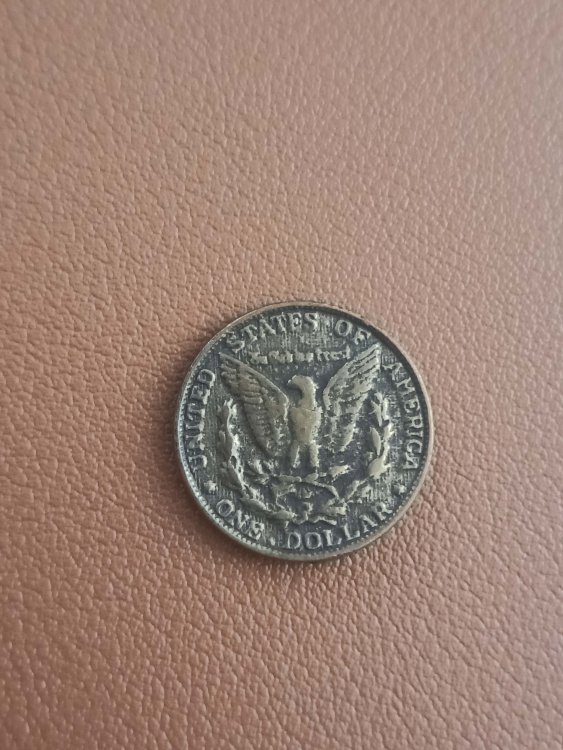 UNITED STATES OF AMERICA
ONE DOLLAR